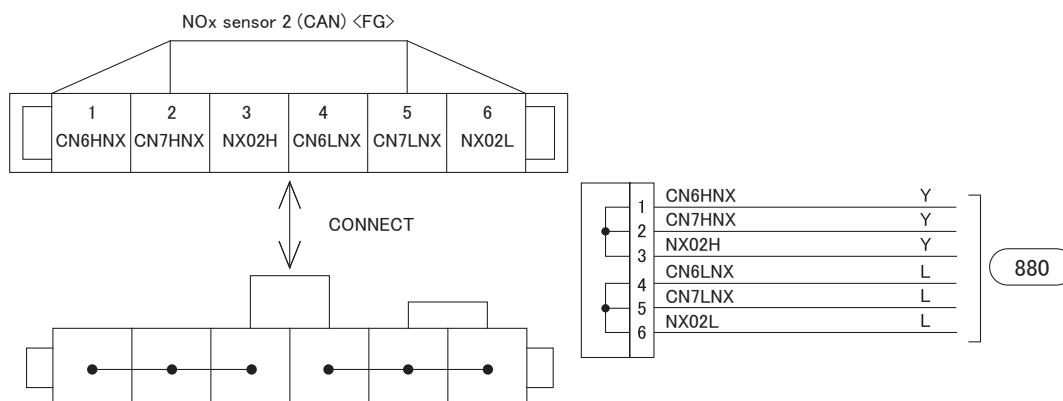 NOx sensor 2 (CAN) <FG>
1 2 3 4 5 6
CN6HNX CN7HNX NX02H CN6LNX CN7LNX NX02L
CONNECT
1 CN6HNX Y
2 CN7HNX Y
3 NX02H Y
4 CN6LNX L
5 CN7LNX L
6 NX02L L
880